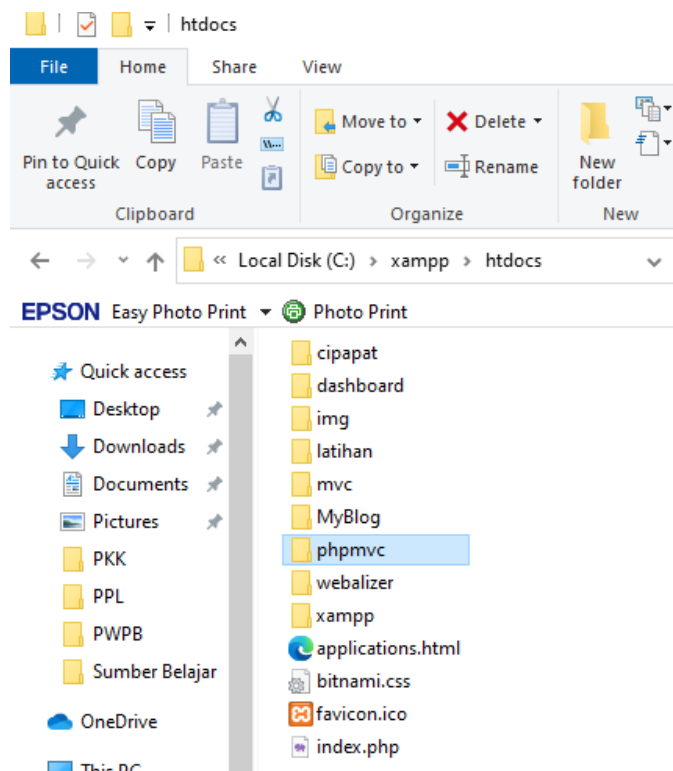 htdocs
File Home Share View
Pin to Quick access
Copy
Paste
Move to
Copy to
Delete
Rename
New folder
Clipboard Organize New
« Local Disk (C:) > xampp > htdocs
EPSON Easy Photo Print Photo Print
Quick access
Desktop
Downloads
Documents
Pictures
PKK
PPL
PWPB
Sumber Belajar
OneDrive
This PC
cipapat
dashboard
img
latihan
mvc
MyBlog
phpmvc
webalizer
xampp
applications.html
bitnami.css
favicon.ico
index.php